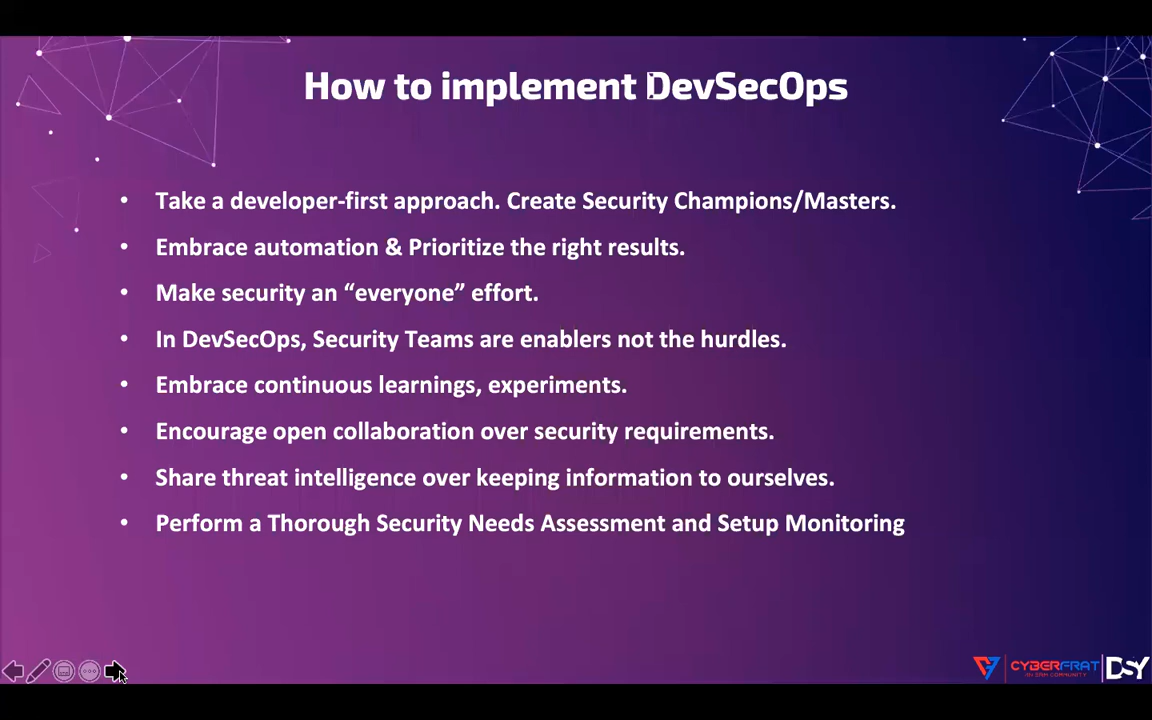 How to implement DevSecOps
• Take a developer-first approach. Create Security Champions/Masters.
• Embrace automation & Prioritize the right results.
• Make security an “everyone” effort.
• In DevSecOps, Security Teams are enablers not the hurdles.
• Embrace continuous learnings, experiments.
• Encourage open collaboration over security requirements.
• Share threat intelligence over keeping information to ourselves.
• Perform a Thorough Security Needs Assessment and Setup Monitoring
CYBERFRAT
DSY